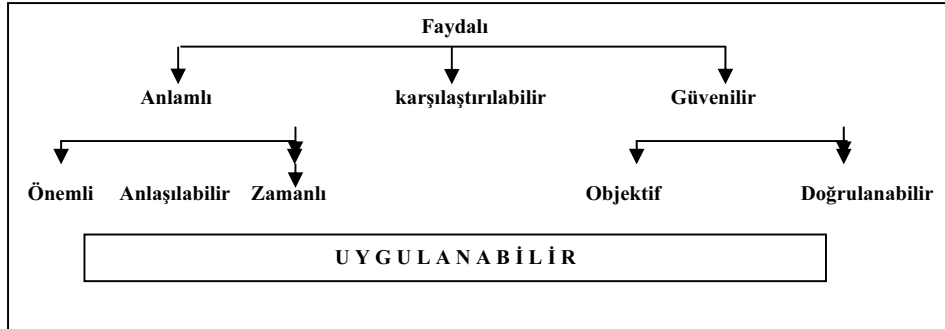 Faydalı
Anlamlı karşılaştırılabilir Güvenilir
Önemli Anlaşılabilir Zamanlı Objektif Doğrulanabilir
U Y G U L A N A B İ L İ R